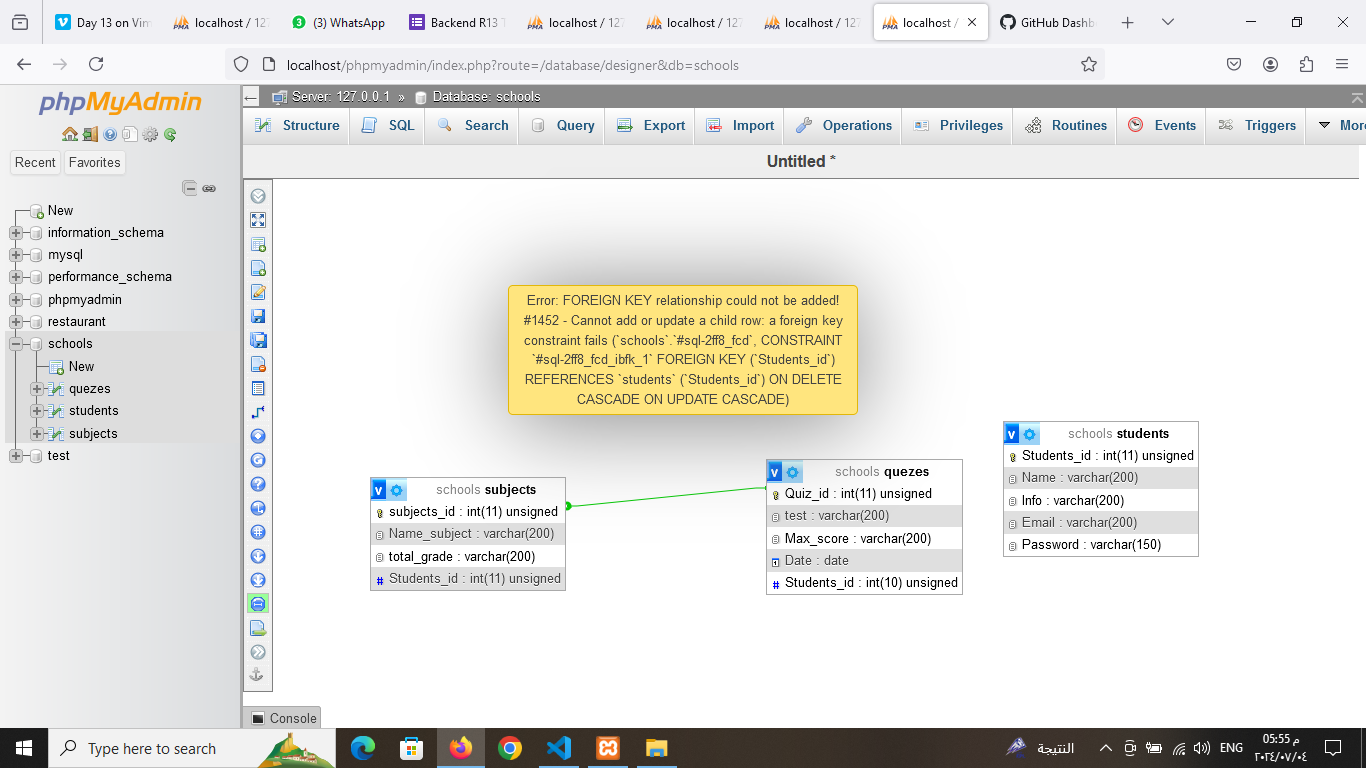 Day 13 on Vim
localhost / 127
(3) WhatsApp
Backend R13 T
localhost / 127
localhost / 127
localhost / 127
localhost /
GitHub Dashb
localhost/phpmyadmin/index.php?route=/database/designer&db=schools
phpMyAdmin
Recent
Favorites
New
information_schema
mysql
performance_schema
phpmyadmin
restaurant
schools
New
quezes
students
subjects
test
Server: 127.0.0.1 » Database: schools
Structure
SQL
Search
Query
Export
Import
Operations
Privileges
Routines
Events
Triggers
More
Untitled *
Error: FOREIGN KEY relationship could not be added!
#1452 - Cannot add or update a child row: a foreign key
constraint fails (`schools`.`#sql-2ff8_fcd`, CONSTRAINT
`#sql-2ff8_fcd_ibfk_1` FOREIGN KEY (`Students_id`)
REFERENCES `students` (`Students_id`) ON DELETE
CASCADE ON UPDATE CASCADE)
v schools subjects
subjects_id : int(11) unsigned
Name_subject : varchar(200)
total_grade : varchar(200)
# Students_id : int(11) unsigned
v schools quezes
Quiz_id : int(11) unsigned
test : varchar(200)
Max_score : varchar(200)
Date : date
# Students_id : int(10) unsigned
v schools students
Students_id : int(11) unsigned
Name : varchar(200)
Info : varchar(200)
Email : varchar(200)
Password : varchar(150)
Console
Type here to search
النتيجة
ENG
05:55 م
٢٠٢٤/٠٧/٠٤